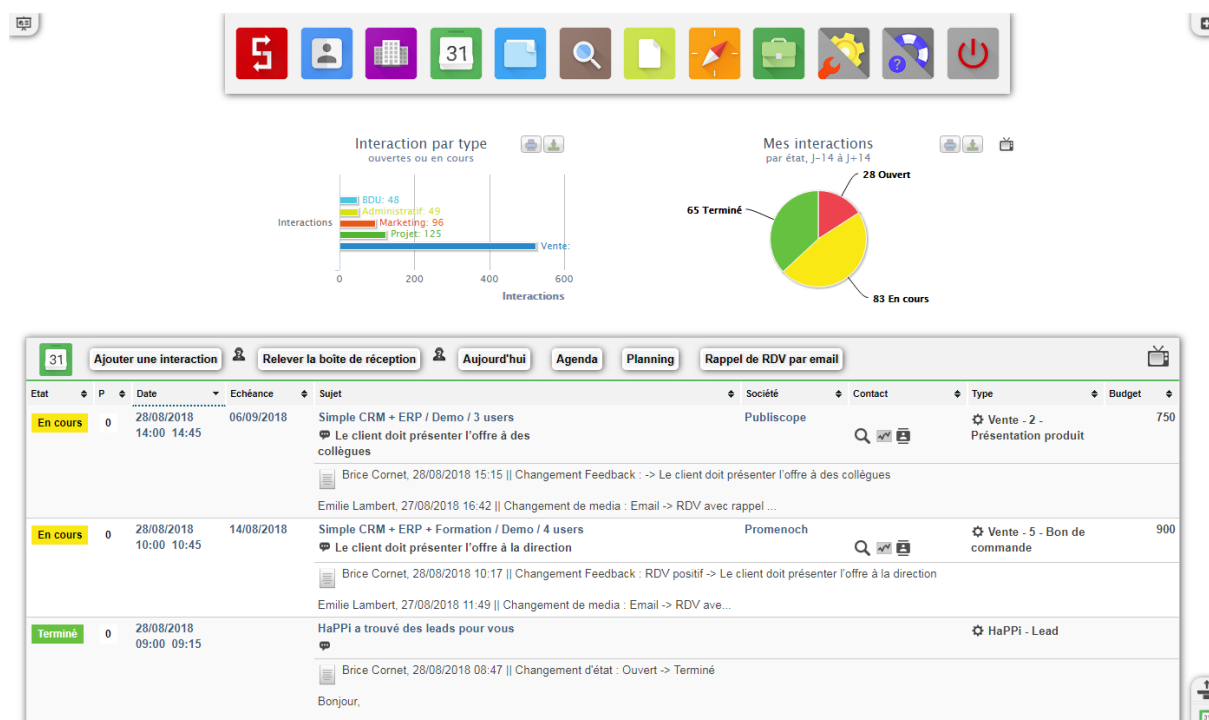 31
?
Interaction par type
ouvertes ou en cours
BDU: 48
Administratif: 49
Interactions
Marketing: 96
Projet: 125
Vente:
0 200 400 600
Interactions
Mes interactions
par état, J-14 à J+14
28 Ouvert
65 Terminé
83 En cours
31 Ajouter une interaction Relever la boîte de réception Aujourd'hui Agenda Planning Rappel de RDV par email
Etat P Date Echéance Sujet Société Contact Type Budget
En cours 0 28/08/2018 06/09/2018 Simple CRM + ERP / Demo / 3 users Publiscope Vente - 2 - 750
14:00 14:45 Le client doit présenter l'offre à des Présentation produit
collègues
Brice Cornet, 28/08/2018 15:15 || Changement Feedback : -> Le client doit présenter l'offre à des collègues
Emilie Lambert, 27/08/2018 16:42 || Changement de media : Email -> RDV avec rappel ...
En cours 0 28/08/2018 14/08/2018 Simple CRM + ERP + Formation / Demo / 4 users Promenoch Vente - 5 - Bon de 900
10:00 10:45 Le client doit présenter l'offre à la direction commande
Brice Cornet, 28/08/2018 10:17 || Changement Feedback : RDV positif -> Le client doit présenter l'offre à la direction
Emilie Lambert, 27/08/2018 11:49 || Changement de media : Email -> RDV ave...
Terminé 0 28/08/2018 HaPPi a trouvé des leads pour vous HaPPi - Lead
09:00 09:15
Brice Cornet, 28/08/2018 08:47 || Changement d'état : Ouvert -> Terminé
Bonjour,